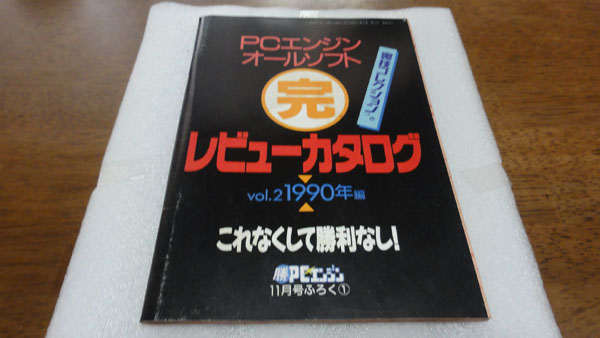 PCエンジン
オールソフト
完
レビューカタログ
vol.2 1990年編
これなくして勝利なし!
勝PCエンジン
11月号ふろく①